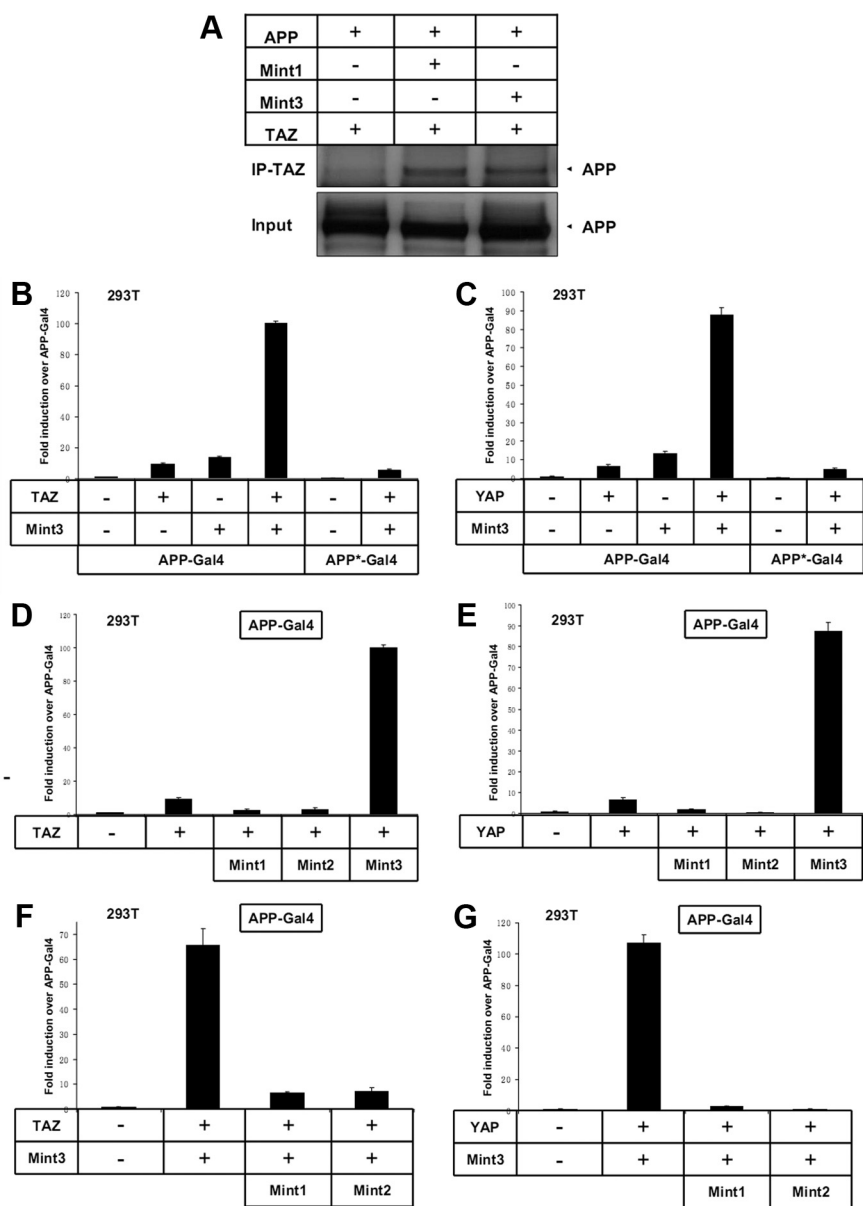 A
APP + + +
Mint1 - + -
Mint3 - - +
TAZ + + +
IP-TAZ APP
Input APP
B
293T
Fold induction over APP-Gal4
120
100
80
60
40
20
0
TAZ - + - + - +
Mint3 - - + + - +
APP-Gal4 APP*-Gal4
C
293T
Fold induction over APP-Gal4
100
90
80
70
60
50
40
30
20
10
0
YAP - + - + - +
Mint3 - - + + - +
APP-Gal4 APP*-Gal4
D
293T
APP-Gal4
Fold induction over APP-Gal4
120
100
80
60
40
20
0
-
TAZ - + + + +
Mint1 Mint2 Mint3
E
293T
APP-Gal4
Fold induction over APP-Gal4
100
90
80
70
60
50
40
30
20
10
0
YAP - + + + +
Mint1 Mint2 Mint3
F
293T
APP-Gal4
Fold induction over APP-Gal4
70
60
50
40
30
20
10
0
TAZ - + + +
Mint3 - + + +
Mint1 Mint2
G
293T
APP-Gal4
Fold induction over APP-Gal4
120
100
80
60
40
20
0
YAP - + + +
Mint3 - + + +
Mint1 Mint2